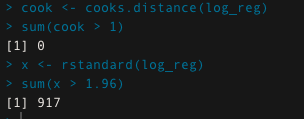 > cook <- cooks.distance(log_reg)
> sum(cook > 1)
[1] 0
> x <- rstandard(log_reg)
> sum(x > 1.96)
[1] 917